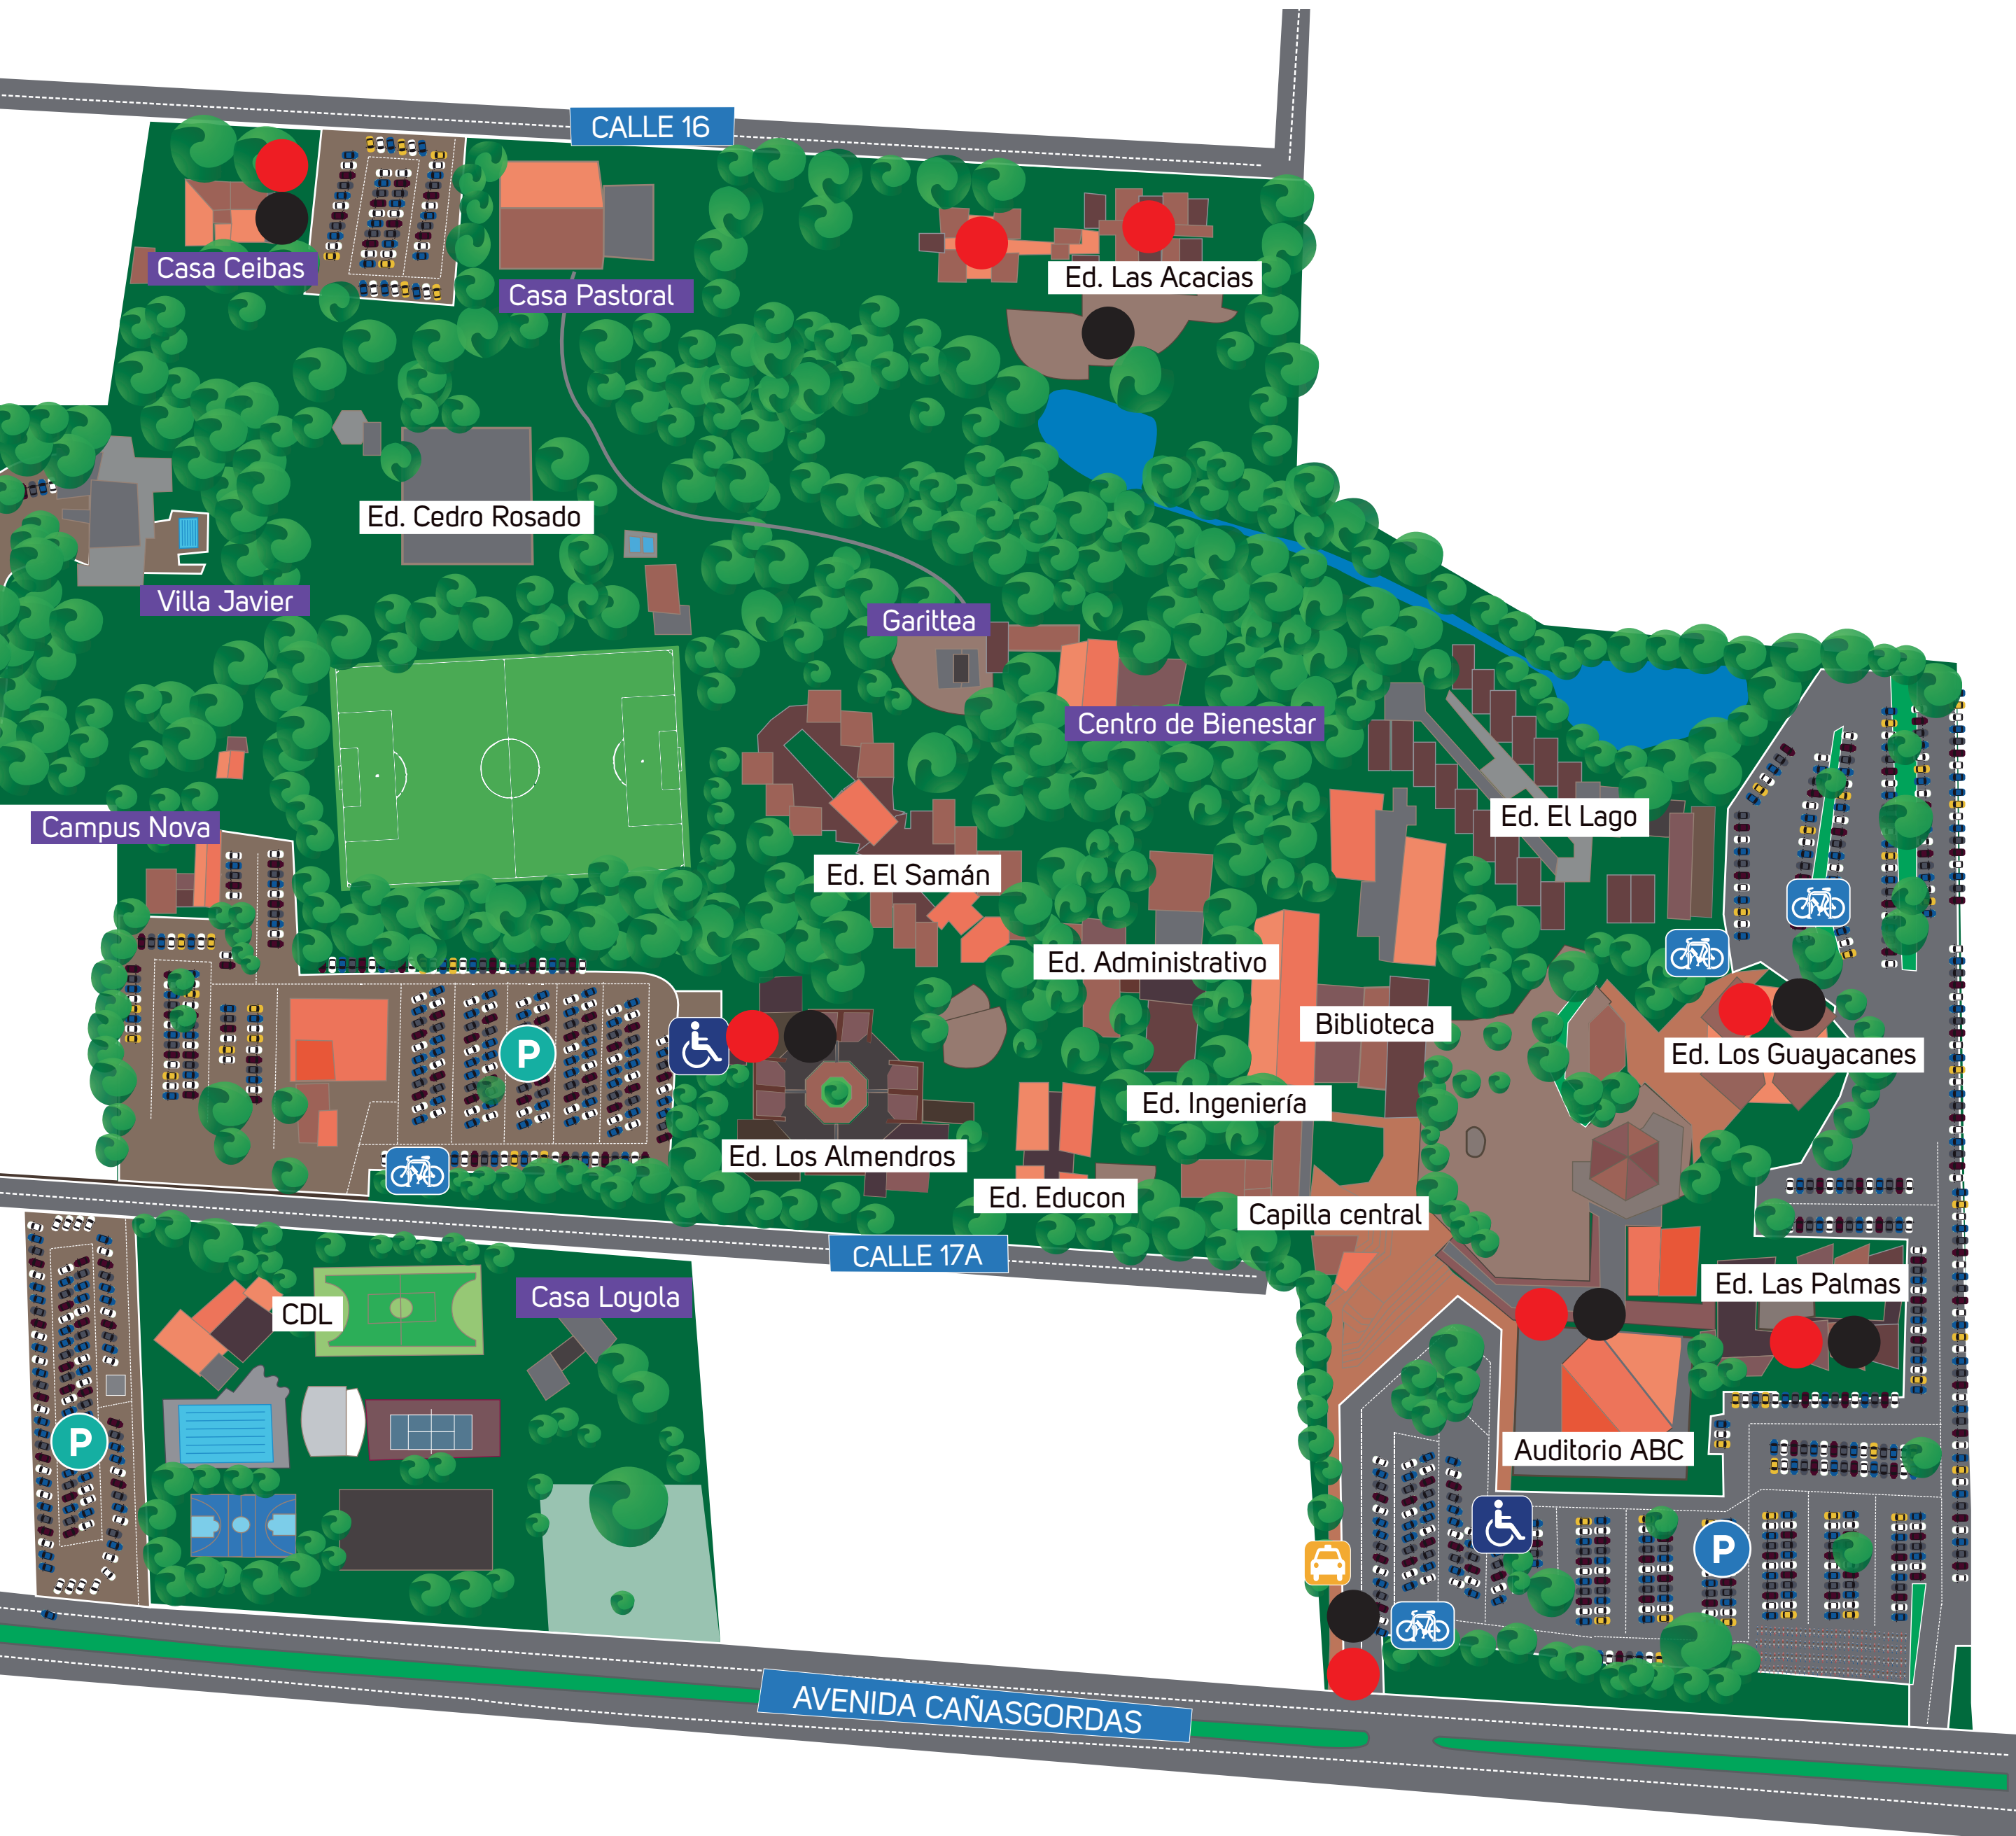 CALLE 16
Casa Ceibas
Ed. Las Acacias
Casa Pastoral
Ed. Cedro Rosado
Villa Javier
Garittea
Centro de Bienestar
Ed. El Lago
Campus Nova
Ed. El Samán
Ed. Administrativo
Biblioteca
P
Ed. Los Guayacanes
Ed. Ingeniería
Ed. Los Almendros
Ed. Educon
Capilla central
CALLE 17A
Ed. Las Palmas
Casa Loyola
CDL
P
Auditorio ABC
P
AVENIDA CAÑASGORDAS